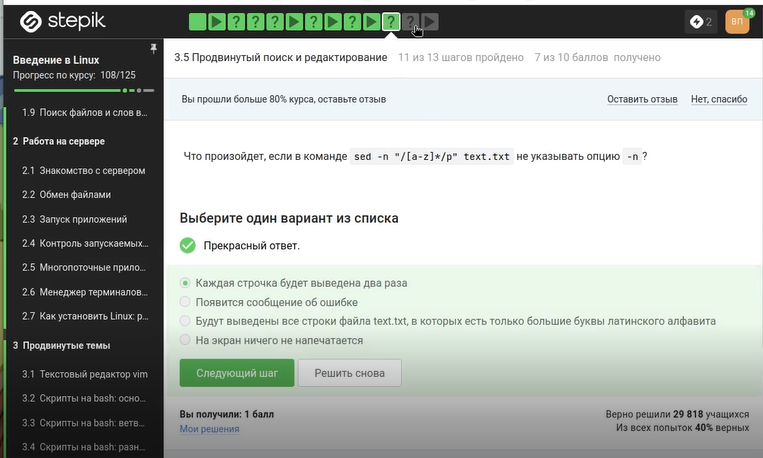 stepik
2
ВП
14
Введение в Linux
Прогресс по курсу: 108/125
1.9 Поиск файлов и слов в...
2 Работа на сервере
2.1 Знакомство с сервером
2.2 Обмен файлами
2.3 Запуск приложений
2.4 Контроль запускаемых...
2.5 Многопоточные прило...
2.6 Менеджер терминалов...
2.7 Как установить Linux: р...
3 Продвинутые темы
3.1 Текстовый редактор vim
3.2 Скрипты на bash: осно...
3.3 Скрипты на bash: ветв...
3.4 Скрипты на bash: разн...
3.5 Продвинутый поиск и редактирование 11 из 13 шагов пройдено 7 из 10 баллов получено
Вы прошли больше 80% курса, оставьте отзыв Оставить отзыв Нет, спасибо
Что произойдет, если в команде sed -n "/[a-z]*/p" text.txt не указывать опцию -n ?
Выберите один вариант из списка
Прекрасный ответ.
Каждая строчка будет выведена два раза
Появится сообщение об ошибке
Будут выведены все строки файла text.txt, в которых есть только большие буквы латинского алфавита
На экран ничего не напечатается
Следующий шаг Решить снова
Вы получили: 1 балл
Мои решения
Верно решили 29 818 учащихся
Из всех попыток 40% верных